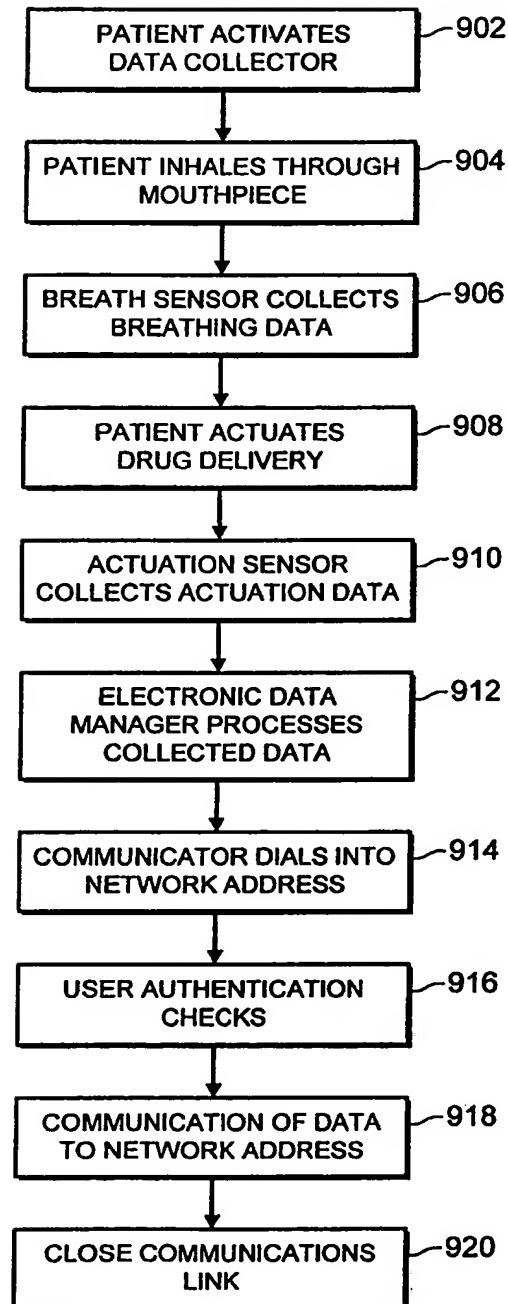 PATIENT ACTIVATES
DATA COLLECTOR
902
PATIENT INHALES THROUGH
MOUTHPIECE
904
BREATH SENSOR COLLECTS
BREATHING DATA
906
PATIENT ACTUATES
DRUG DELIVERY
908
ACTUATION SENSOR
COLLECTS ACTUATION DATA
910
ELECTRONIC DATA
MANAGER PROCESSES
COLLECTED DATA
912
COMMUNICATOR DIALS INTO
NETWORK ADDRESS
914
USER AUTHENTICATION
CHECKS
916
COMMUNICATION OF DATA
TO NETWORK ADDRESS
918
CLOSE COMMUNICATIONS
LINK
920